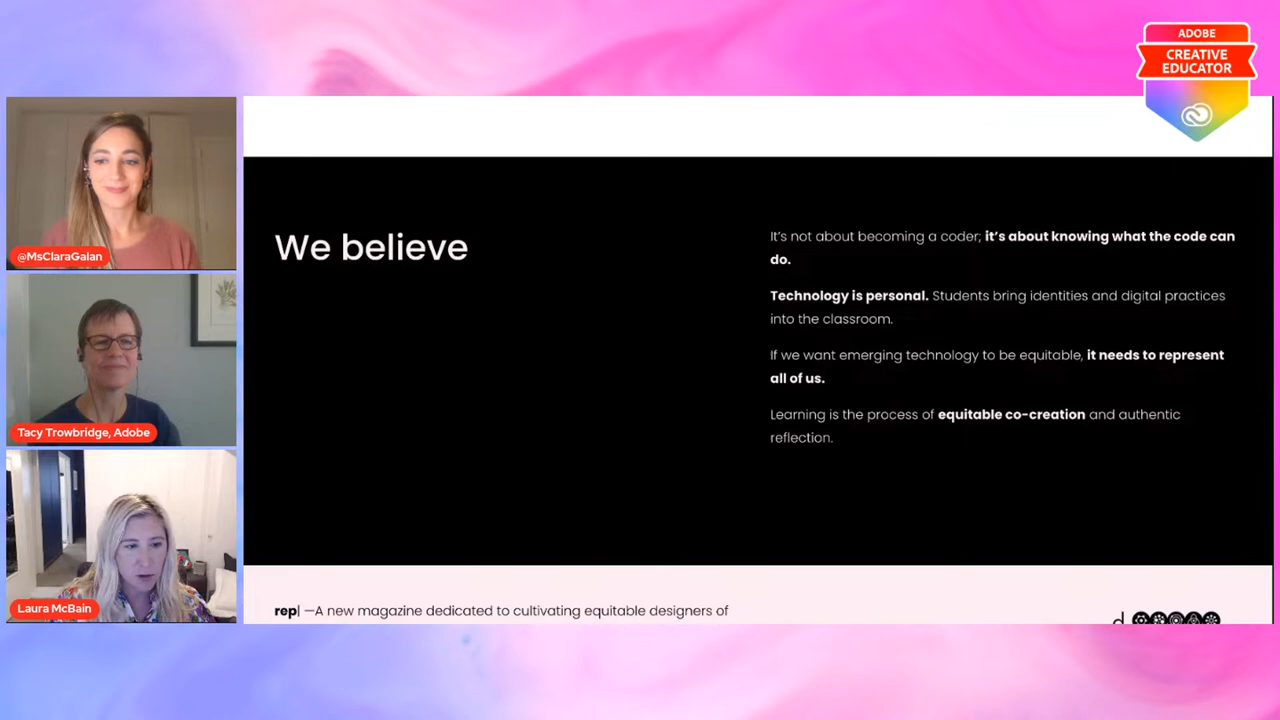 ADOBE
CREATIVE
EDUCATOR
@MsClaraGalan
Tacy Trowbridge, Adobe
Laura McBain
We believe
It's not about becoming a coder; it's about knowing what the code can
do.
Technology is personal. Students bring identities and digital practices
into the classroom.
If we want emerging technology to be equitable, it needs to represent
all of us.
Learning is the process of equitable co-creation and authentic
reflection.
rep| —A new magazine dedicated to cultivating equitable designers of